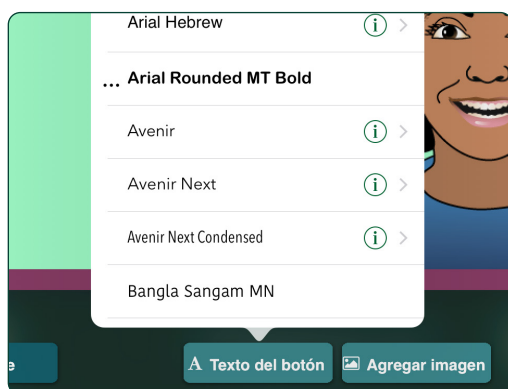 Arial Hebrew
... Arial Rounded MT Bold
Avenir
Avenir Next
Avenir Next Condensed
Bangla Sangam MN
e
A Texto del botón
Agregar imagen